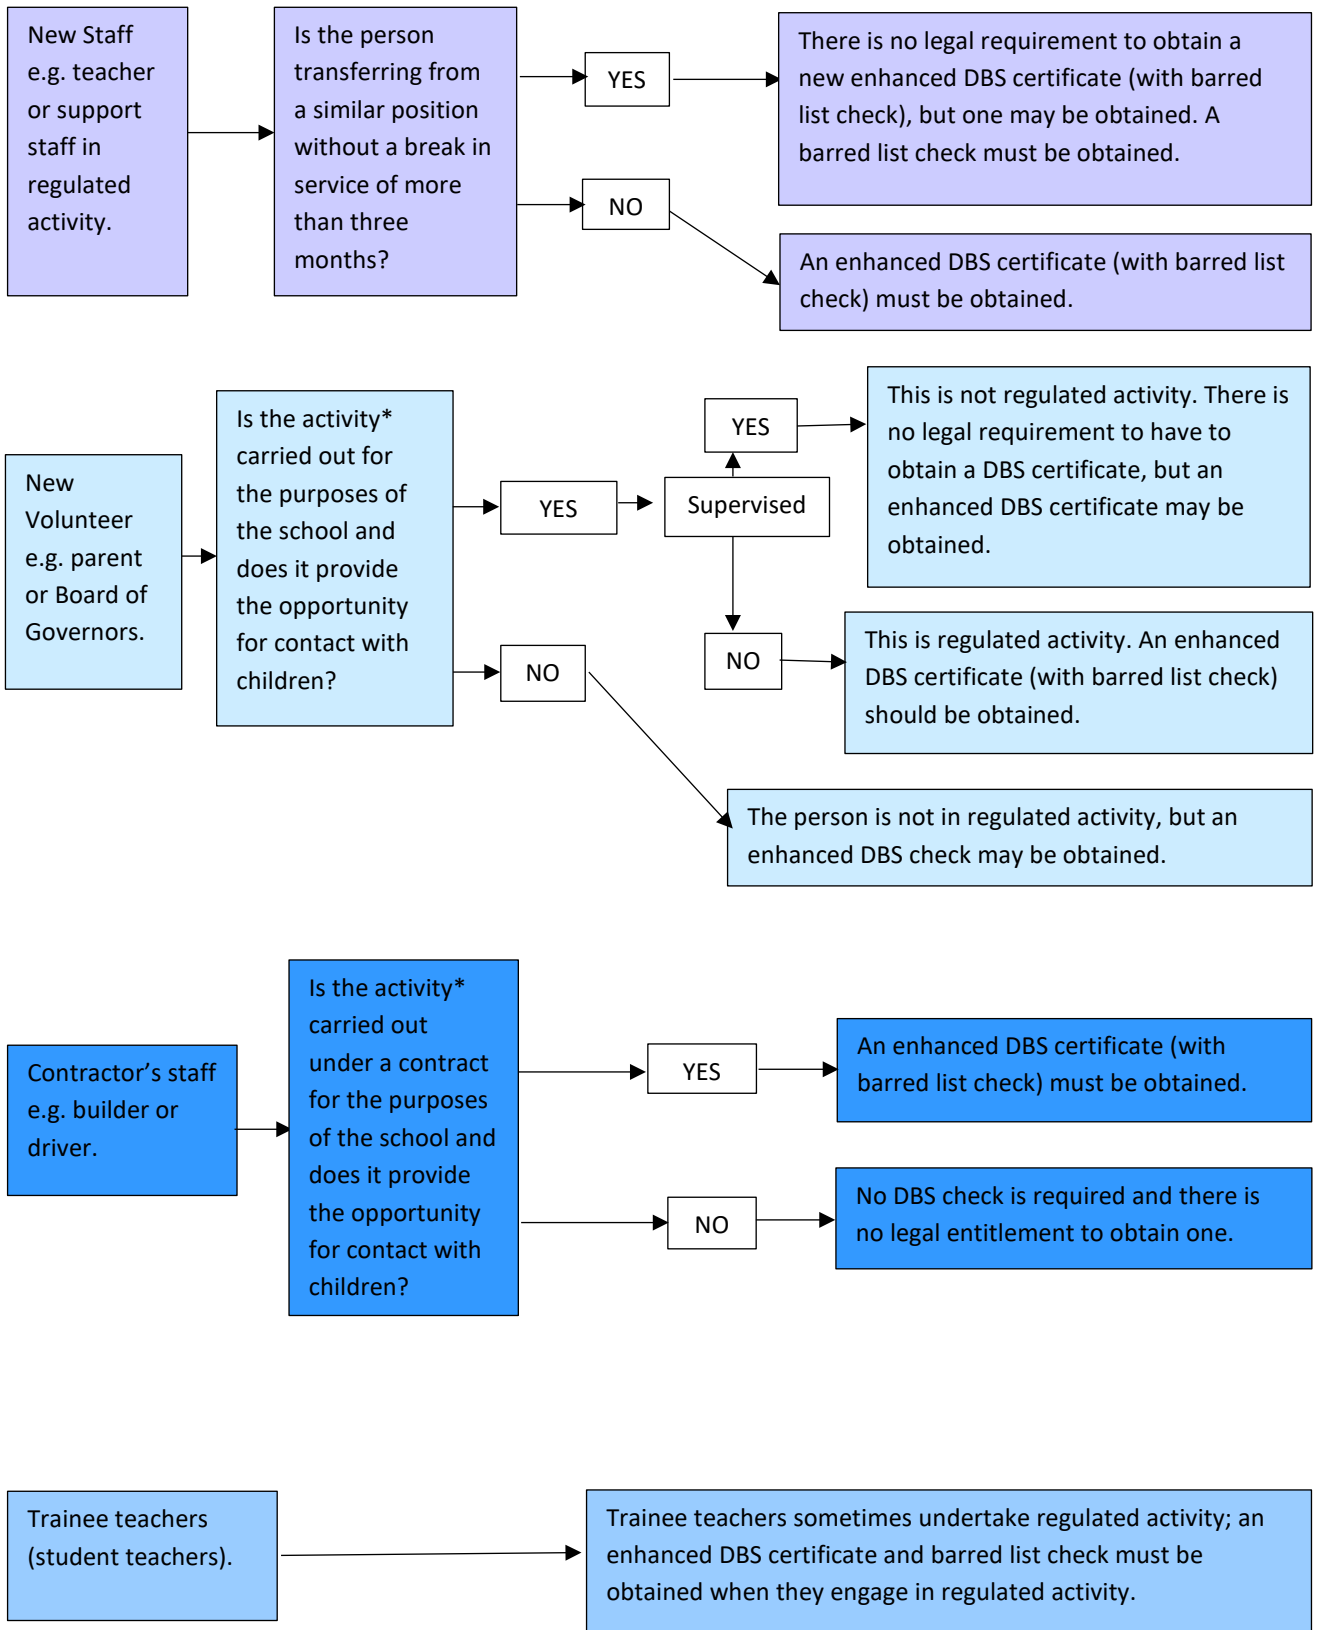 New Staff
e.g. teacher
or support
staff in
regulated
activity.
Is the person
transferring from
a similar position
without a break in
service of more
than three
months?
YES
There is no legal requirement to obtain a
new enhanced DBS certificate (with barred
list check), but one may be obtained. A
barred list check must be obtained.
NO
An enhanced DBS certificate (with barred list
check) must be obtained.
New
Volunteer
e.g. parent
or Board of
Governors.
Is the activity*
carried out for
the purposes of
the school and
does it provide
the opportunity
for contact with
children?
YES
Supervised
YES
This is not regulated activity. There is
no legal requirement to have to
obtain a DBS certificate, but an
enhanced DBS certificate may be
obtained.
NO
This is regulated activity. An enhanced
DBS certificate (with barred list check)
should be obtained.
NO
The person is not in regulated activity, but an
enhanced DBS check may be obtained.
Contractor’s staff
e.g. builder or
driver.
Is the activity*
carried out
under a contract
for the purposes
of the school and
does it provide
the opportunity
for contact with
children?
YES
An enhanced DBS certificate (with
barred list check) must be obtained.
NO
No DBS check is required and there is
no legal entitlement to obtain one.
Trainee teachers
(student teachers).
Trainee teachers sometimes undertake regulated activity; an
enhanced DBS certificate and barred list check must be
obtained when they engage in regulated activity.